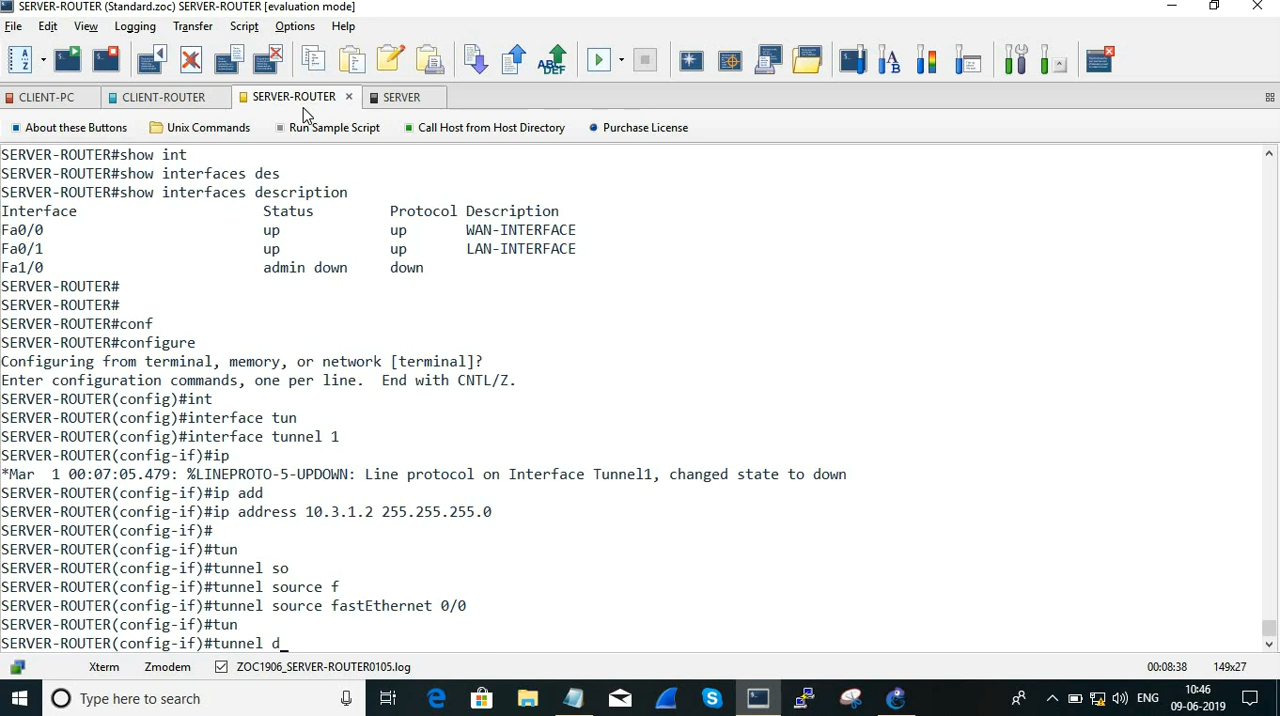 SERVER-ROUTER (Standard.zoc) SERVER-ROUTER [evaluation mode]
File Edit View Logging Transfer Script Options Help
CLIENT-PC CLIENT-ROUTER SERVER-ROUTER SERVER
About these Buttons Unix Commands Run Sample Script Call Host from Host Directory Purchase License
SERVER-ROUTER#show int
SERVER-ROUTER#show interfaces des
SERVER-ROUTER#show interfaces description
Interface Status Protocol Description
Fa0/0 up up WAN-INTERFACE
Fa0/1 up up LAN-INTERFACE
Fa1/0 admin down down
SERVER-ROUTER#
SERVER-ROUTER#
SERVER-ROUTER#conf
SERVER-ROUTER#configure
Configuring from terminal, memory, or network [terminal]?
Enter configuration commands, one per line. End with CNTL/Z.
SERVER-ROUTER(config)#int
SERVER-ROUTER(config)#interface tun
SERVER-ROUTER(config)#interface tunnel 1
SERVER-ROUTER(config-if)#ip
*Mar 1 00:07:05.479: %LINEPROTO-5-UPDOWN: Line protocol on Interface Tunnel1, changed state to down
SERVER-ROUTER(config-if)#ip add
SERVER-ROUTER(config-if)#ip address 10.3.1.2 255.255.255.0
SERVER-ROUTER(config-if)#
SERVER-ROUTER(config-if)#tun
SERVER-ROUTER(config-if)#tunnel so
SERVER-ROUTER(config-if)#tunnel source f
SERVER-ROUTER(config-if)#tunnel source fastEthernet 0/0
SERVER-ROUTER(config-if)#tun
SERVER-ROUTER(config-if)#tunnel d_
Xterm Zmodem ZOC1906_SERVER-ROUTER0105.log 00:08:38 149x27
Type here to search ENG 10:46
09-06-2019